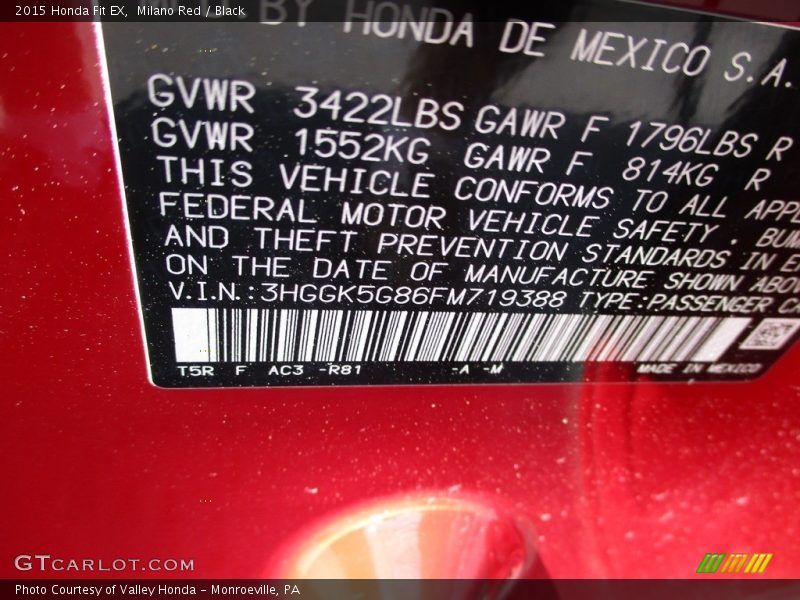 2015 Honda Fit EX, Milano Red / Black
BY HONDA DE MEXICO S.A.
GVWR 3422LBS GAWR F 1796LBS R
GVWR 1552KG GAWR F 814KG R
THIS VEHICLE CONFORMS TO ALL APPL
FEDERAL MOTOR VEHICLE SAFETY, BUM
AND THEFT PREVENTION STANDARDS IN E
ON THE DATE OF MANUFACTURE SHOWN ABO
V.I.N.:3HGGK5G86FM719388 TYPE:PASSENGER C
T5R F AC3 -R81 -A -M MADE IN MEXICO
GTCARLOT.COM
Photo Courtesy of Valley Honda - Monroeville, PA